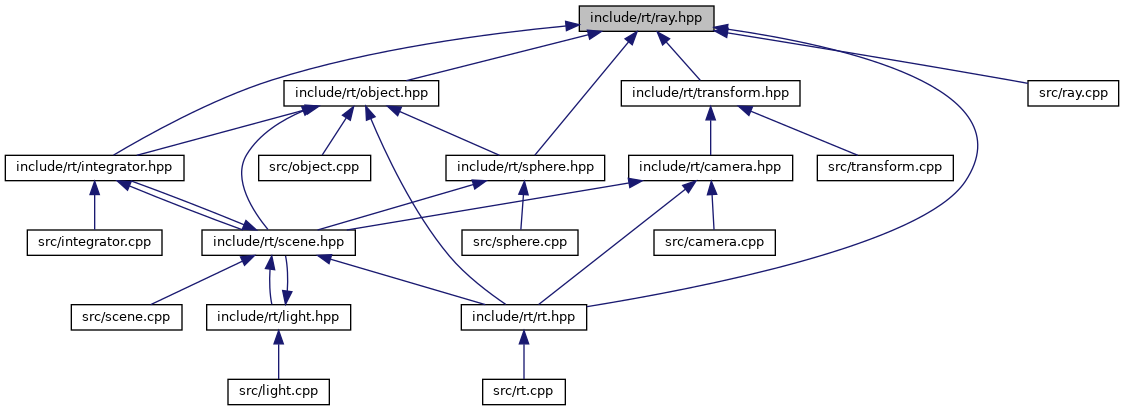 include/rt/ray.hpp
include/rt/object.hpp
include/rt/transform.hpp
src/ray.cpp
include/rt/integrator.hpp
src/object.cpp
include/rt/sphere.hpp
include/rt/camera.hpp
src/transform.cpp
src/integrator.cpp
include/rt/scene.hpp
src/sphere.cpp
src/camera.cpp
src/scene.cpp
include/rt/light.hpp
include/rt/rt.hpp
src/light.cpp
src/rt.cpp